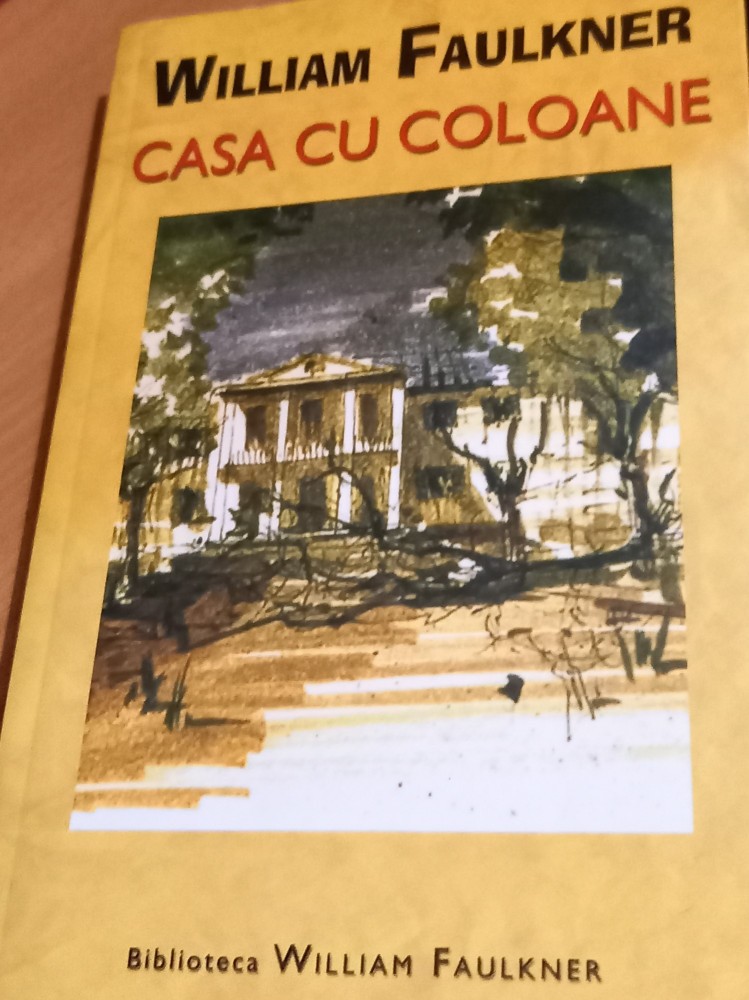 WILLIAM FAULKNER
CASA CU COLOANE
Biblioteca WILLIAM FAULKNER